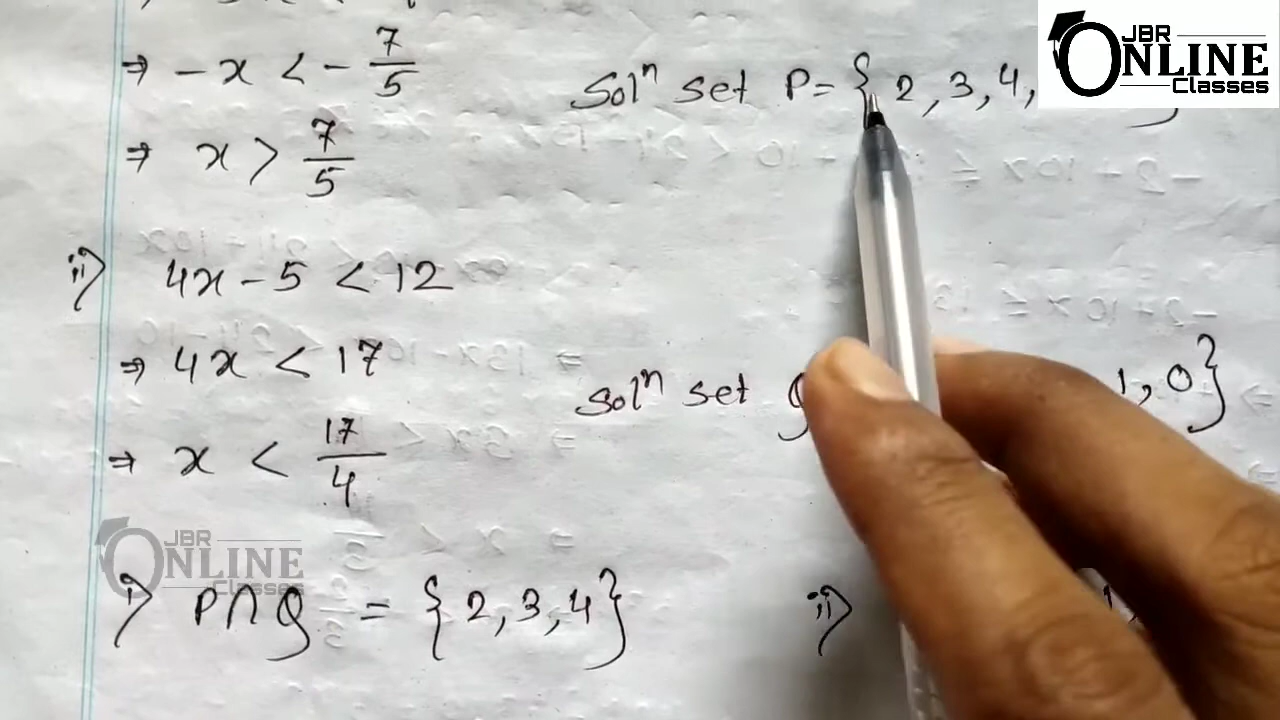 ⇒ -x < - 7/5
Solⁿ set P = { 2, 3, 4,
JBR
ONLINE
Classes
⇒ x > 7/5
ii) 4x - 5 < 12
⇒ 4x < 17
Solⁿ set Q 1, 0}
⇒ x < 17/4
JBR
ONLINE
Classes
i) P∩Q = {2, 3, 4}
ii) 1,